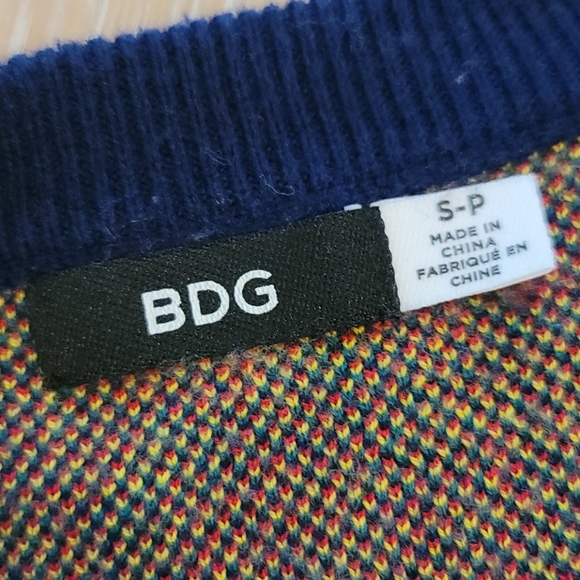 BDG
S-P
MADE IN
CHINA
FABRIQUÉ EN
CHINE